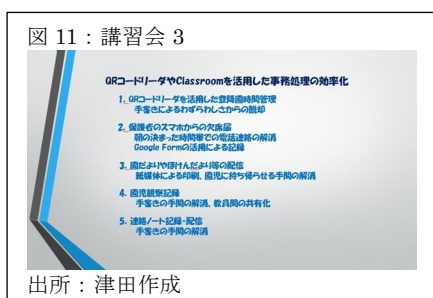 図 11：講習会 3
QRコードリーダやClassroomを活用した事務処理の効率化
1. QRコードリーダを活用した登降園時間管理
手書きによるわずらわしさからの脱却
2. 保護者のスマホからの欠席届
朝の決まった時間帯での電話連絡の解消
Google Formの活用による記録
3. 園だよりやほけんだより等の配信
紙媒体による印刷、園児に持ち帰らせる手間の解消
4. 園児観察記録
手書きの手間の解消、教員間の共有化
5. 連絡ノート記録・配信
手書きの手間の解消
出所：津田作成